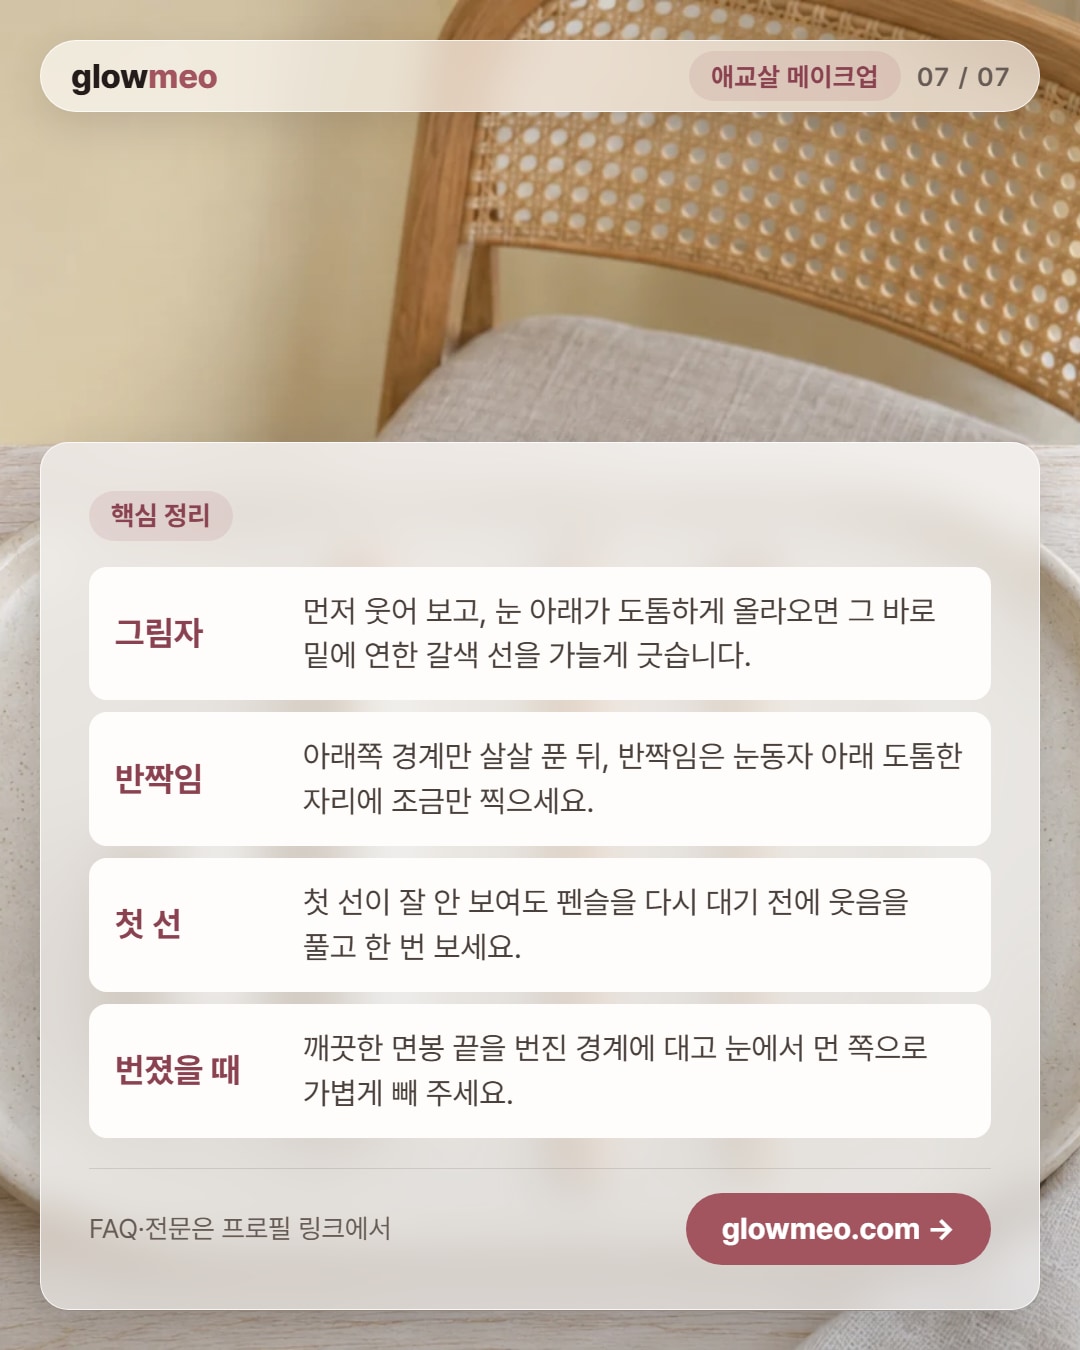 glowmeo
애교살 메이크업
07 / 07
핵심 정리
그림자
먼저 웃어 보고, 눈 아래가 도톰하게 올라오면 그 바로
밑에 연한 갈색 선을 가늘게 긋습니다.
반짝임
아래쪽 경계만 살살 푼 뒤, 반짝임은 눈동자 아래 도톰한
자리에 조금만 찍으세요.
첫 선
첫 선이 잘 안 보여도 펜슬을 다시 대기 전에 웃음을
풀고 한 번 보세요.
번졌을 때
깨끗한 면봉 끝을 번진 경계에 대고 눈에서 먼 쪽으로
가볍게 빼 주세요.
FAQ·전문은 프로필 링크에서
glowmeo.com →